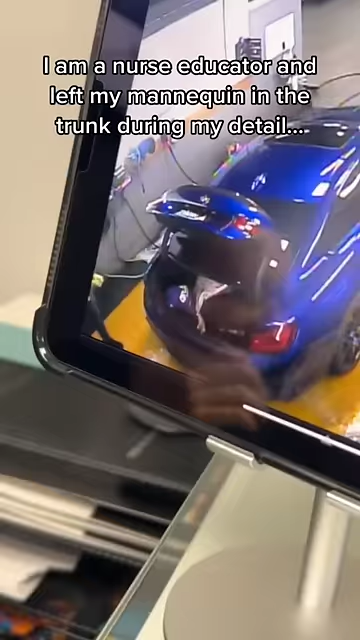 I am a nurse educator and
left my mannequin in the
trunk during my detail...